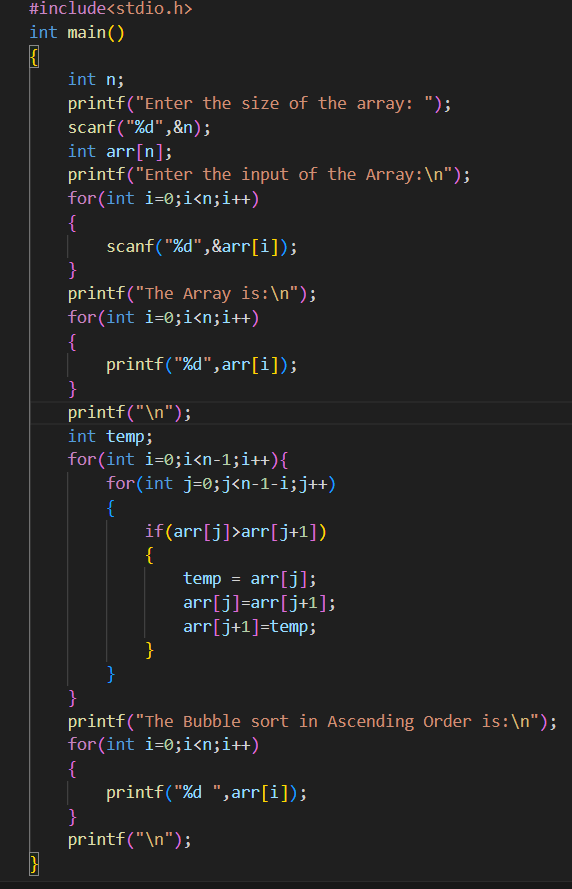 #include<stdio.h>
int main()
{
    int n;
    printf("Enter the size of the array: ");
    scanf("%d",&n);
    int arr[n];
    printf("Enter the input of the Array:\n");
    for(int i=0;i<n;i++)
    {
        scanf("%d",&arr[i]);
    }
    printf("The Array is:\n");
    for(int i=0;i<n;i++)
    {
        printf("%d",arr[i]);
    }
    printf("\n");
    int temp;
    for(int i=0;i<n-1;i++){
        for(int j=0;j<n-1-i;j++)
        {
            if(arr[j]>arr[j+1])
            {
                temp = arr[j];
                arr[j]=arr[j+1];
                arr[j+1]=temp;
            }
        }
    }
    printf("The Bubble sort in Ascending Order is:\n");
    for(int i=0;i<n;i++)
    {
        printf("%d ",arr[i]);
    }
    printf("\n");
}